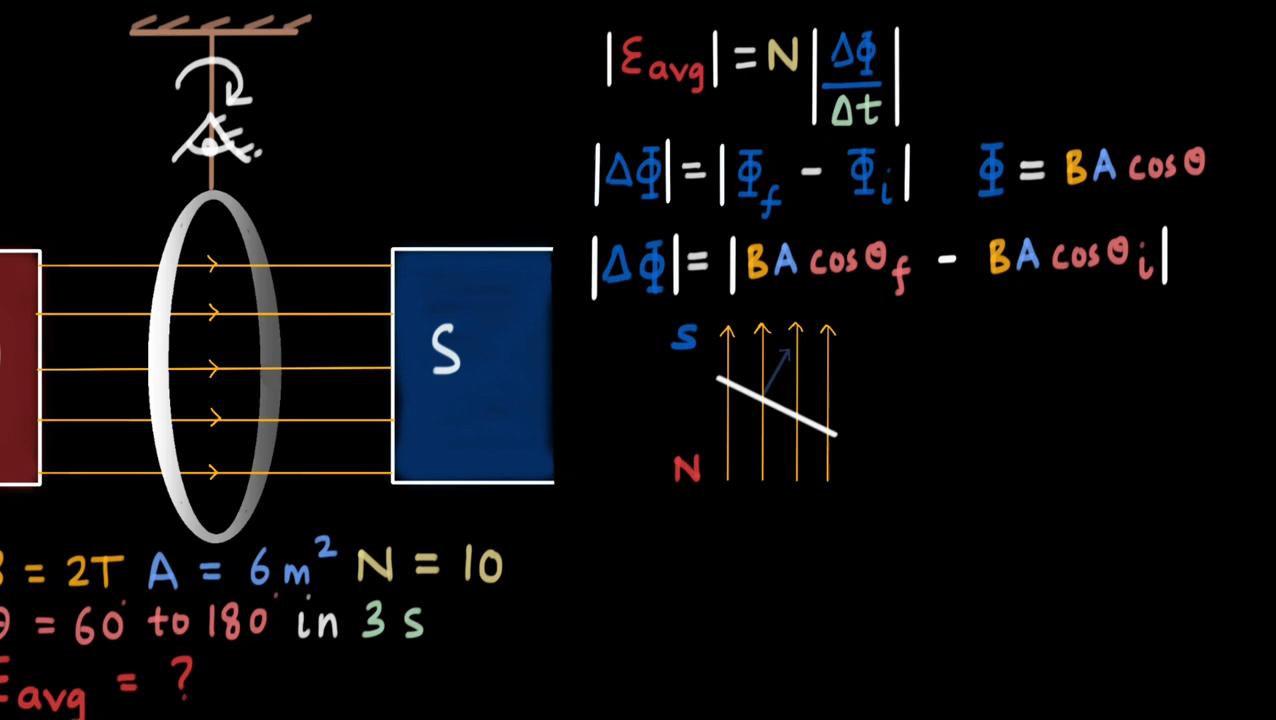 |εavg| = N |ΔΦ/Δt|
|ΔΦ| = |Φf - Φi| Φ = BA cosθ
|ΔΦ| = |BA cosθf - BA cosθi|
S
S
N
= 2T A = 6 m² N = 10
= 60° to 180° in 3 s
avg = ?